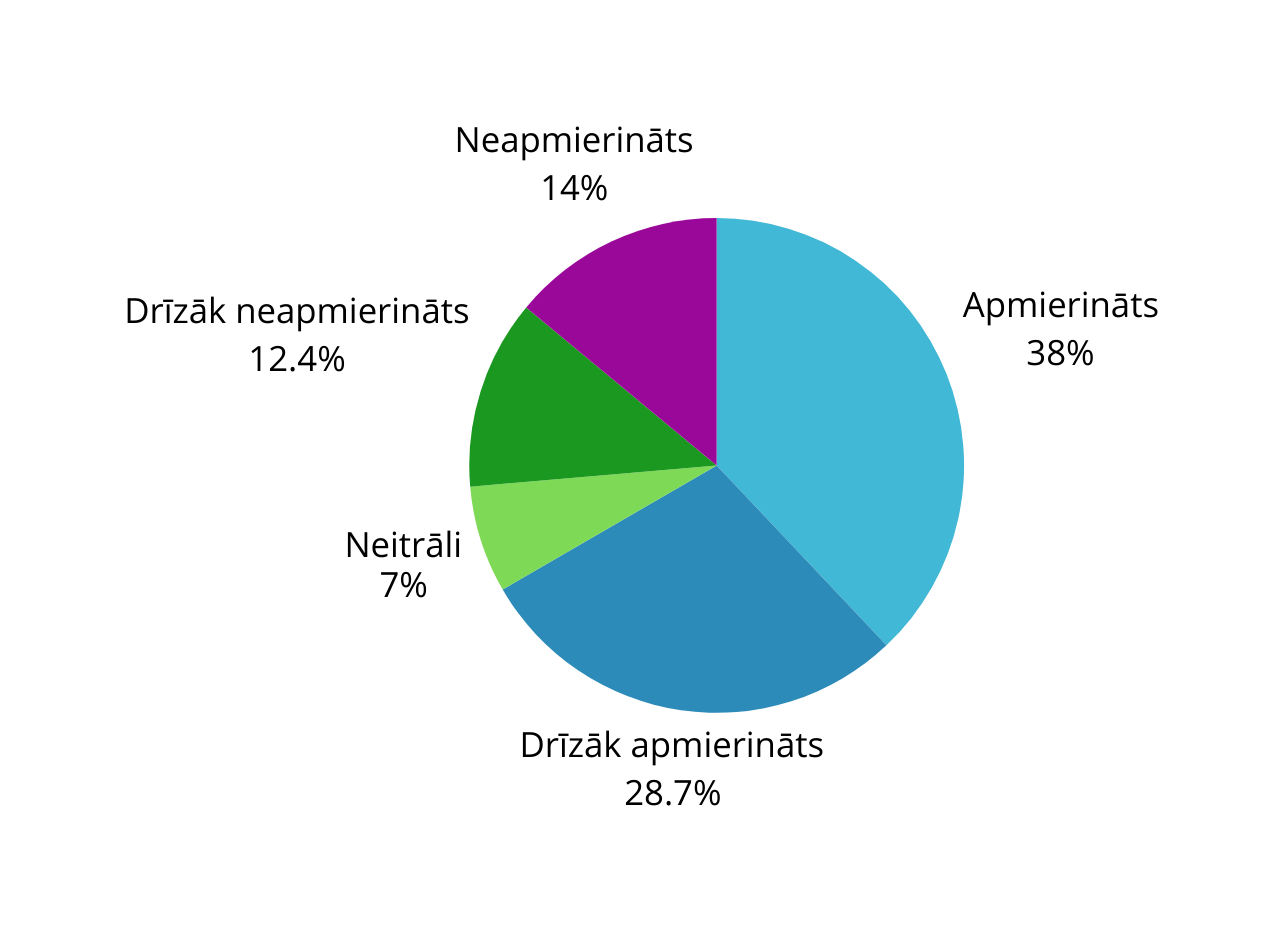 Neapmierināts
14%
Apmierināts
38%
Drīzāk neapmierināts
12.4%
Neitrāli
7%
Drīzāk apmierināts
28.7%